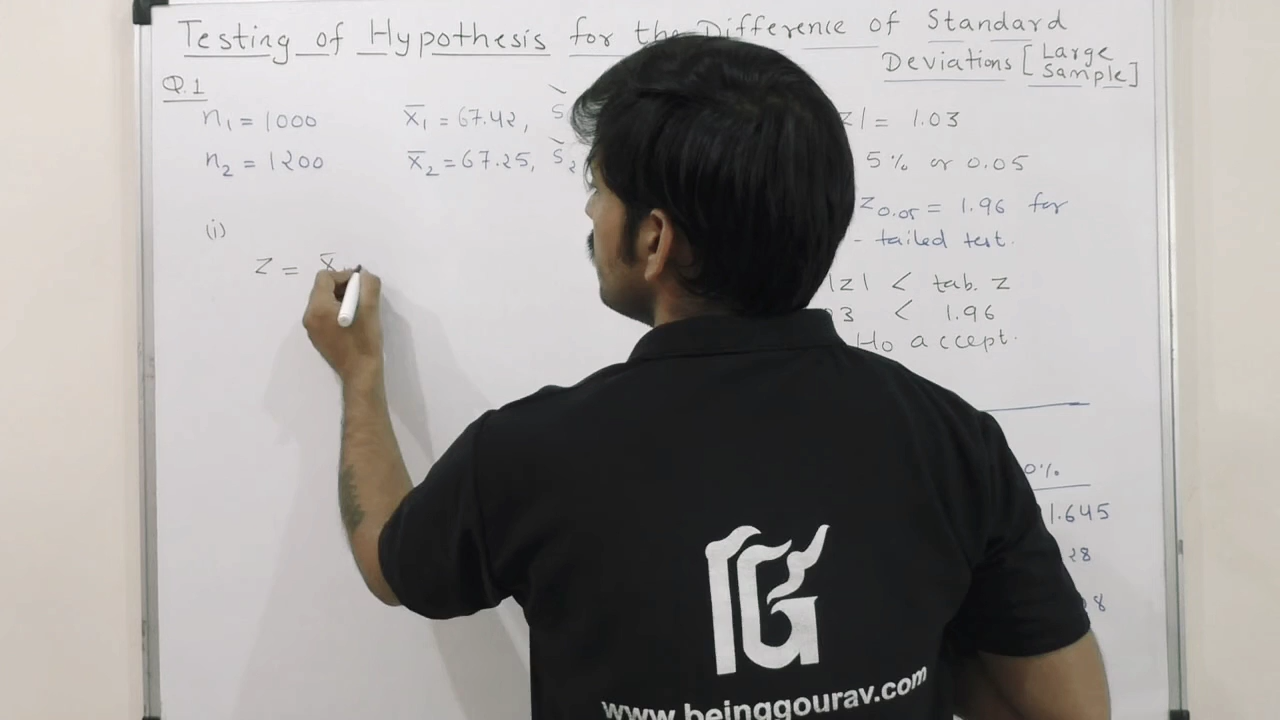 Testing of Hypothesis for the Difference of Standard
Deviations [Large Sample]
Q.1
n₁ = 1000 x̄₁ = 67.42, S
n₂ = 1200 x̄₂ = 67.25, S₂
(i)
Z = x̄
z| = 1.03
5% or 0.05
Z₀.₀₅ = 1.96 for
- tailed test.
|z| < tab. z
03 < 1.96
H₀ accept.
0%
1.645
28
8
www.beinggourav.com